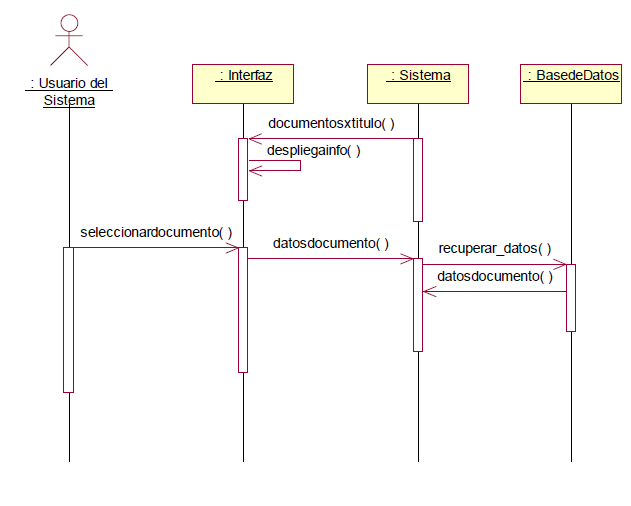 : Usuario del
Sistema
: Interfaz
: Sistema
: BasedeDatos
documentosxtitulo( )
despliegainfo( )
seleccionardocumento( )
datosdocumento( )
recuperar_datos( )
datosdocumento( )